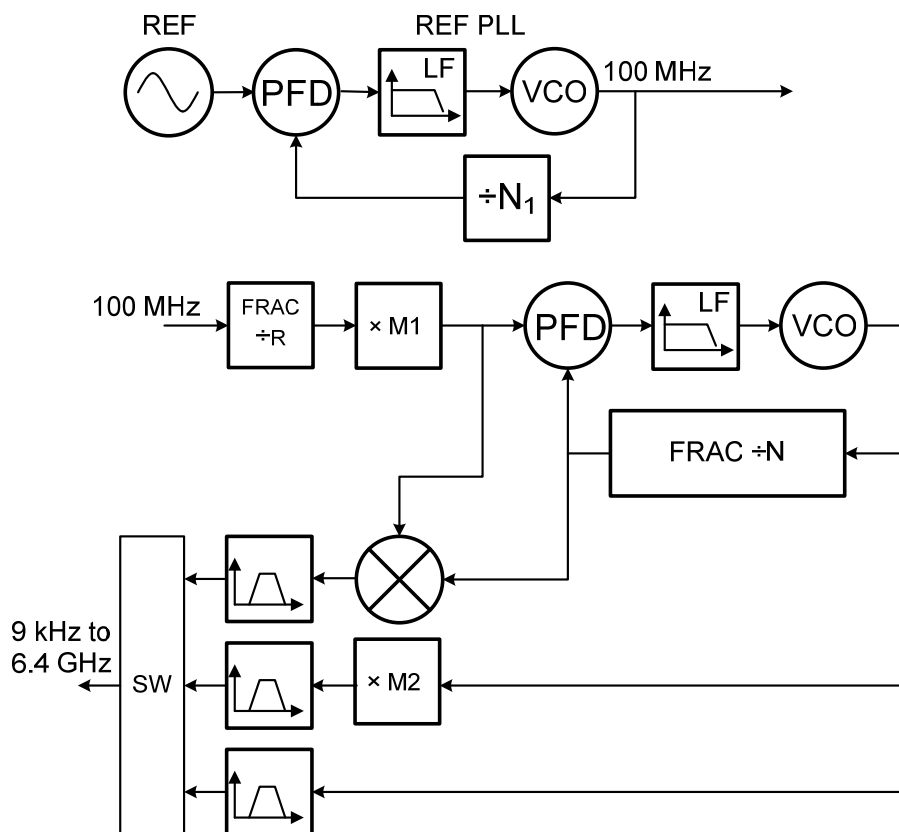 REF
REF PLL
PFD
LF
VCO
100 MHz
÷N₁
100 MHz
FRAC
÷R
× M1
PFD
LF
VCO
FRAC ÷N
9 kHz to
6.4 GHz
SW
× M2